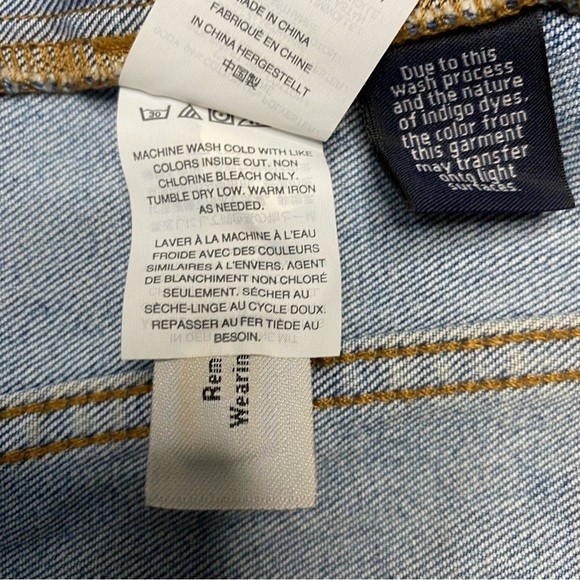 MADE IN CHINA
FABRIQUÉ EN CHINE
IN CHINA HERGESTELLT
中国製
30
MACHINE WASH COLD WITH LIKE
COLORS INSIDE OUT. NON
CHLORINE BLEACH ONLY.
TUMBLE DRY LOW. WARM IRON
AS NEEDED.
LAVER À LA MACHINE À L'EAU
FROIDE AVEC DES COULEURS
SIMILAIRES À L'ENVERS. AGENT
DE BLANCHIMENT NON CHLORÉ
SEULEMENT. SÉCHER AU
SÈCHE-LINGE AU CYCLE DOUX.
REPASSER AU FER TIÈDE AU
BESOIN.
Rem
Wearin
Due to this
wash process
and the nature
of indigo dyes,
the color from
this garment
may transfer
onto light
surfaces.